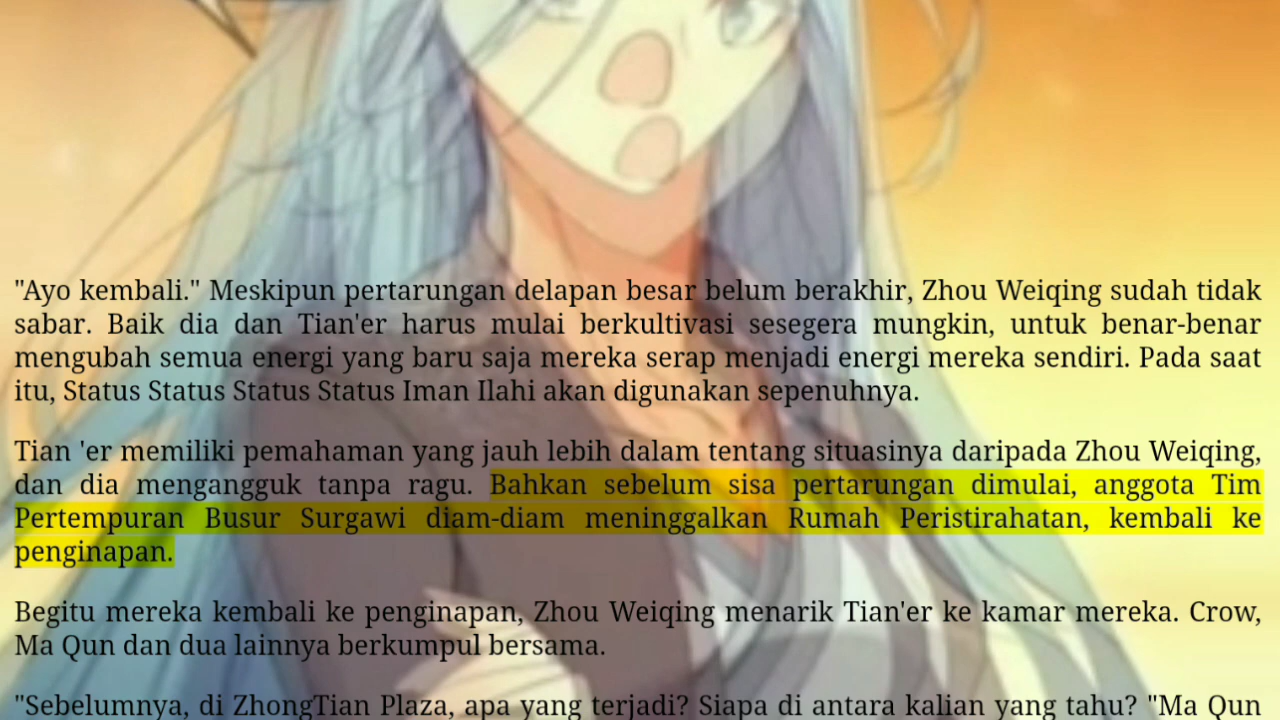 "Ayo kembali." Meskipun pertarungan delapan besar belum berakhir, Zhou Weiqing sudah tidak
sabar. Baik dia dan Tian'er harus mulai berkultivasi sesegera mungkin, untuk benar-benar
mengubah semua energi yang baru saja mereka serap menjadi energi mereka sendiri. Pada saat
itu, Status Status Status Status Iman Ilahi akan digunakan sepenuhnya.
Tian 'er memiliki pemahaman yang jauh lebih dalam tentang situasinya daripada Zhou Weiqing,
dan dia mengangguk tanpa ragu. Bahkan sebelum sisa pertarungan dimulai, anggota Tim
Pertempuran Busur Surgawi diam-diam meninggalkan Rumah Peristirahatan, kembali ke
penginapan.
Begitu mereka kembali ke penginapan, Zhou Weiqing menarik Tian'er ke kamar mereka. Crow,
Ma Qun dan dua lainnya berkumpul bersama.
"Sebelumnya, di ZhongTian Plaza, apa yang terjadi? Siapa di antara kalian yang tahu? "Ma Qun